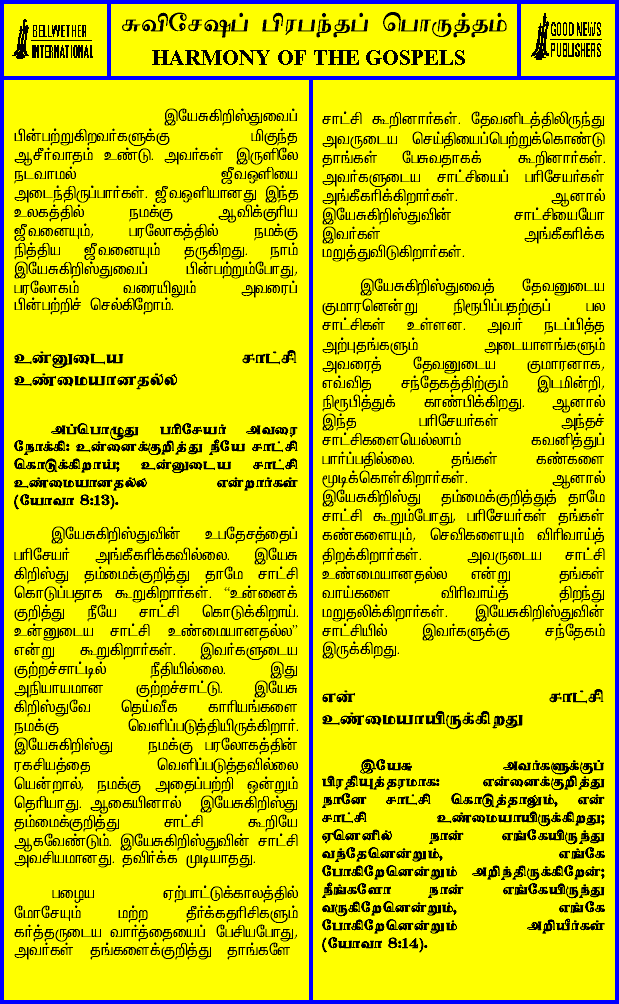 BELLWETHER
INTERNATIONAL
சுவிசேஷப் பிரபந்தப் பொருத்தம்
HARMONY OF THE GOSPELS
GOOD NEWS
PUBLISHERS
இயேசுகிறிஸ்துவைப்
பின்பற்றுகிறவர்களுக்கு மிகுந்த
ஆசீர்வாதம் உண்டு. அவர்கள் இருளிலே
நடவாமல் ஜீவஒளியை
அடைந்திருப்பார்கள். ஜீவஒளியானது இந்த
உலகத்தில் நமக்கு ஆவிக்குரிய
ஜீவனையும், பரலோகத்தில் நமக்கு
நித்திய ஜீவனையும் தருகிறது. நாம்
இயேசுகிறிஸ்துவைப் பின்பற்றும்போது,
பரலோகம் வரையிலும் அவரைப்
பின்பற்றிச் செல்கிறோம்.
உன்னுடைய சாட்சி
உண்மையானதல்ல
அப்பொழுது பரிசேயர் அவரை
நோக்கி: உன்னைக்குறித்து நீயே சாட்சி
கொடுக்கிறாய்; உன்னுடைய சாட்சி
உண்மையானதல்ல என்றார்கள்
(யோவா 8:13).
இயேசுகிறிஸ்துவின் உபதேசத்தைப்
பரிசேயர் அங்கீகரிக்கவில்லை. இயேசு
கிறிஸ்து தம்மைக்குறித்து தாமே சாட்சி
கொடுப்பதாக கூறுகிறார்கள். “உன்னைக்
குறித்து நீயே சாட்சி கொடுக்கிறாய்.
உன்னுடைய சாட்சி உண்மையானதல்ல”
என்று கூறுகிறார்கள். இவர்களுடைய
குற்றச்சாட்டில் நீதியில்லை. இது
அநியாயமான குற்றச்சாட்டு. இயேசு
கிறிஸ்துவே தெய்வீக காரியங்களை
நமக்கு வெளிப்படுத்தியிருக்கிறார்.
இயேசுகிறிஸ்து நமக்கு பரலோகத்தின்
ரகசியத்தை வெளிப்படுத்தவில்லை
யென்றால், நமக்கு அதைப்பற்றி ஒன்றும்
தெரியாது. ஆகையினால் இயேசுகிறிஸ்து
தம்மைக்குறித்து சாட்சி கூறியே
ஆகவேண்டும். இயேசுகிறிஸ்துவின் சாட்சி
அவசியமானது. தவிர்க்க முடியாதது.
பழைய ஏற்பாட்டுக்காலத்தில்
மோசேயும் மற்ற தீர்க்கதரிசிகளும்
கர்த்தருடைய வார்த்தையைப் பேசியபோது,
அவர்கள் தங்களைக்குறித்து தாங்களே
சாட்சி கூறினார்கள். தேவனிடத்திலிருந்து
அவருடைய செய்தியைப்பெற்றுக்கொண்டு
தாங்கள் பேசுவதாகக் கூறினார்கள்.
அவர்களுடைய சாட்சியைப் பரிசேயர்கள்
அங்கீகரிக்கிறார்கள். ஆனால்
இயேசுகிறிஸ்துவின் சாட்சியையோ
இவர்கள் அங்கீகரிக்க
மறுத்துவிடுகிறார்கள்.
இயேசுகிறிஸ்துவைத் தேவனுடைய
குமாரனென்று நிரூபிப்பதற்குப் பல
சாட்சிகள் உள்ளன. அவர் நடப்பித்த
அற்புதங்களும் அடையாளங்களும்
அவரைத் தேவனுடைய குமாரனாக,
எவ்வித சந்தேகத்திற்கும் இடமின்றி,
நிரூபித்துக் காண்பிக்கிறது. ஆனால்
இந்த பரிசேயர்கள் அந்தச்
சாட்சிகளையெல்லாம் கவனித்துப்
பார்ப்பதில்லை. தங்கள் கண்களை
மூடிக்கொள்கிறார்கள். ஆனால்
இயேசுகிறிஸ்து தம்மைக்குறித்துத் தாமே
சாட்சி கூறும்போது, பரிசேயர்கள் தங்கள்
கண்களையும், செவிகளையும் விரிவாய்த்
திறக்கிறார்கள். அவருடைய சாட்சி
உண்மையானதல்ல என்று தங்கள்
வாய்களை விரிவாய்த் திறந்து
மறுதலிக்கிறார்கள். இயேசுகிறிஸ்துவின்
சாட்சியில் இவர்களுக்கு சந்தேகம்
இருக்கிறது.
என் சாட்சி
உண்மையாயிருக்கிறது
இயேசு அவர்களுக்குப்
பிரதியுத்தரமாக: என்னைக்குறித்து
நானே சாட்சி கொடுத்தாலும், என்
சாட்சி உண்மையாயிருக்கிறது;
ஏனெனில் நான் எங்கேயிருந்து
வந்தேனென்றும், எங்கே
போகிறேனென்றும் அறிந்திருக்கிறேன்;
நீங்களோ நான் எங்கேயிருந்து
வருகிறேனென்றும், எங்கே
போகிறேனென்றும் அறியீர்கள்
(யோவா 8:14).